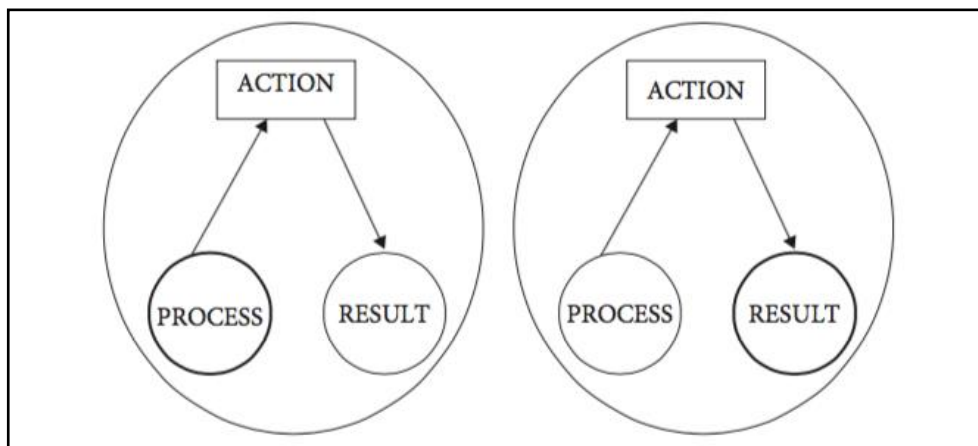 ACTION
PROCESS
RESULT
ACTION
PROCESS
RESULT